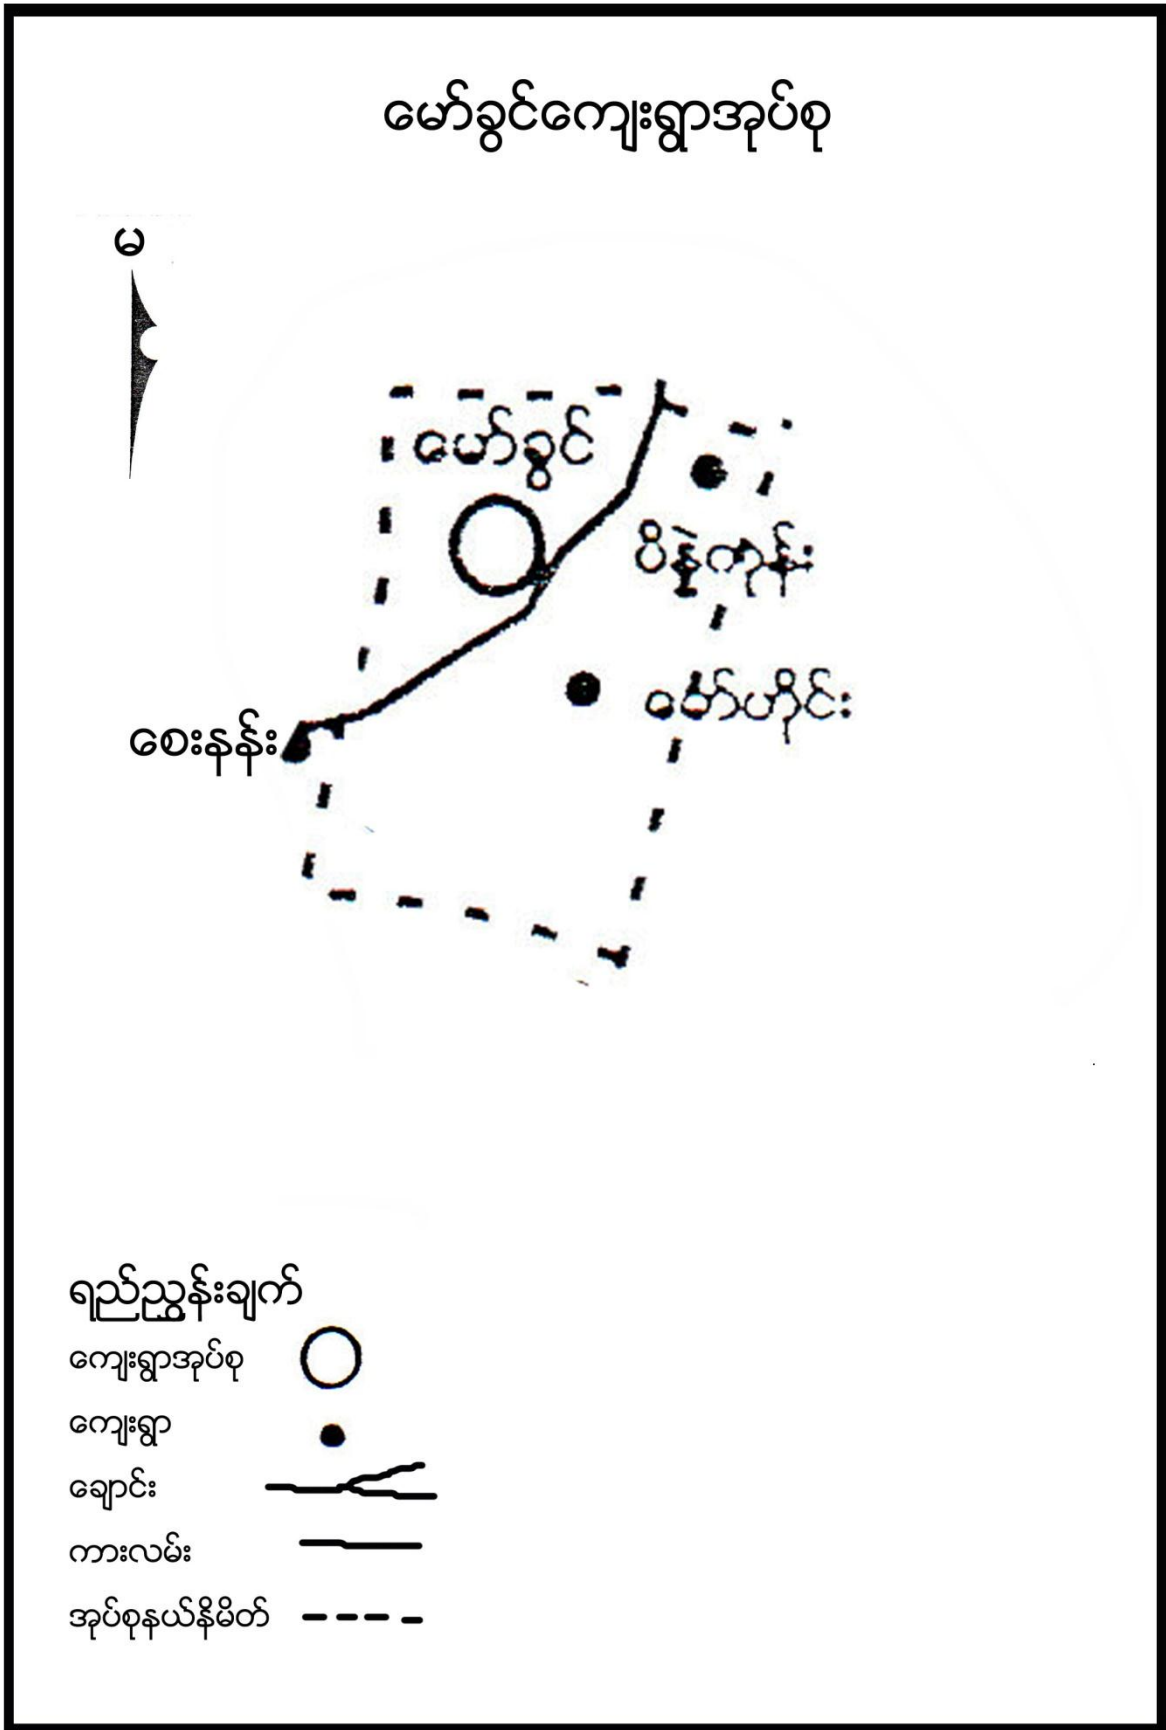 မော်ခွင်ကျေးရွာအုပ်စု
မ
မော်ခွင်
ပိန္နဲကုန်း
မော်ဟိုင်း
စေးနန်း
ရည်ညွှန်းချက်
ကျေးရွာအုပ်စု
ကျေးရွာ
ချောင်း
ကားလမ်း
အုပ်စုနယ်နိမိတ်